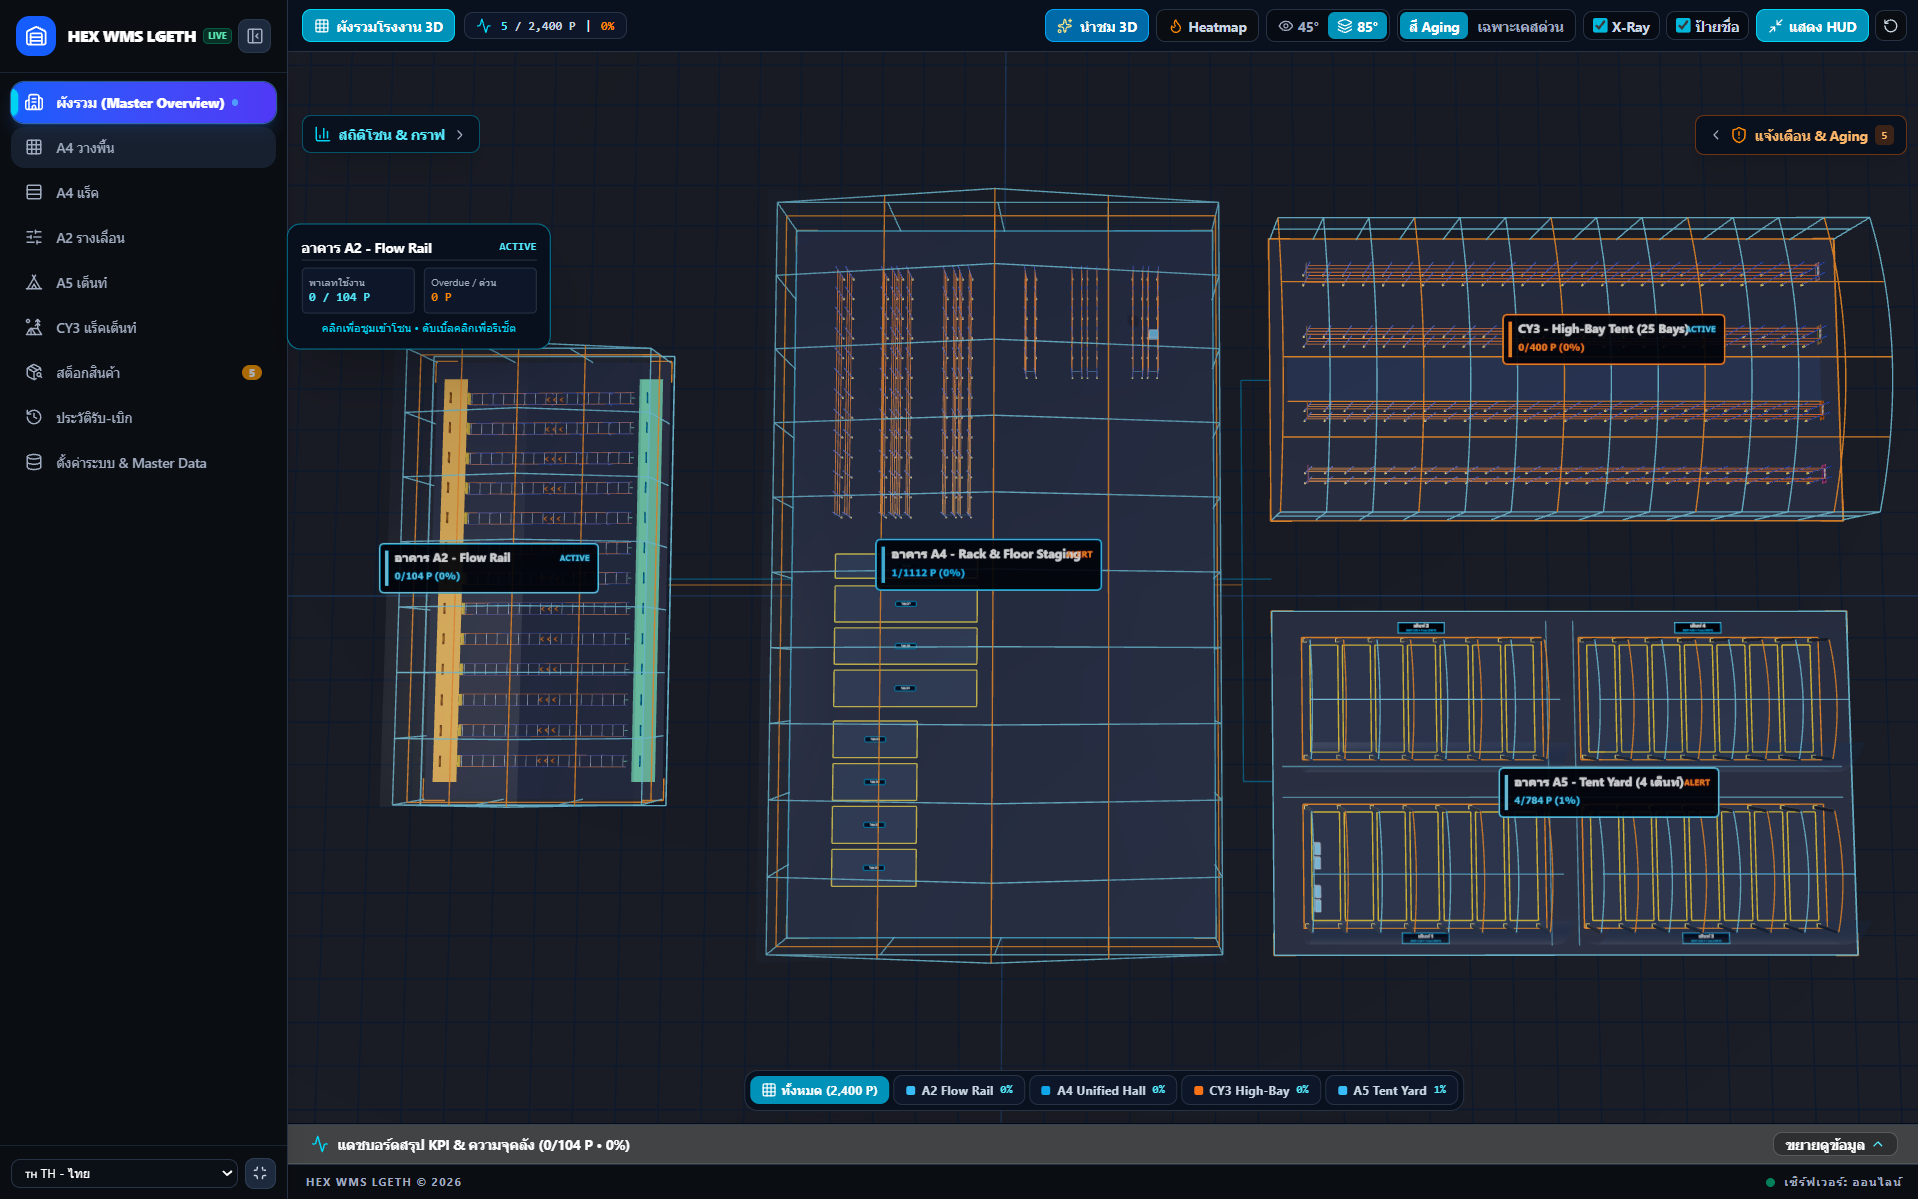 HEX WMS LGETH LIVE
ผังรวม (Master Overview)
A4 วางพื้น
A4 แร็ค
A2 รางเลื่อน
A5 เต็นท์
CY3 แร็คเต็นท์
สต็อกสินค้า 5
ประวัติรับ-เบิก
ตั้งค่าระบบ & Master Data
TH TH - ไทย
ผังรวมโรงงาน 3D
5 / 2,400 P | 0%
นำชม 3D
Heatmap
45°
85°
สี Aging
เฉพาะเคสด่วน
X-Ray
ป้ายชื่อ
แสดง HUD
สถิติโซน & กราฟ
แจ้งเตือน & Aging 5
อาคาร A2 - Flow Rail ACTIVE
พาเลทใช้งาน
0 / 104 P
Overdue / ด่วน
0 P
คลิกเพื่อซูมเข้าโซน • ดับเบิ้ลคลิกเพื่อรีเซ็ต
CY3 - High-Bay Tent (25 Bays) ACTIVE
0/400 P (0%)
อาคาร A2 - Flow Rail ACTIVE
0/104 P (0%)
อาคาร A4 - Rack & Floor Staging
1/1112 P (0%)
อาคาร A5 - Tent Yard (4 เต็นท์) ALERT
4/784 P (1%)
ทั้งหมด (2,400 P)
A2 Flow Rail 0%
A4 Unified Hall 0%
CY3 High-Bay 0%
A5 Tent Yard 1%
แดชบอร์ดสรุป KPI & ความจุคลัง (0/104 P • 0%)
ขยายดูข้อมูล
HEX WMS LGETH © 2026
เซิร์ฟเวอร์: ออนไลน์